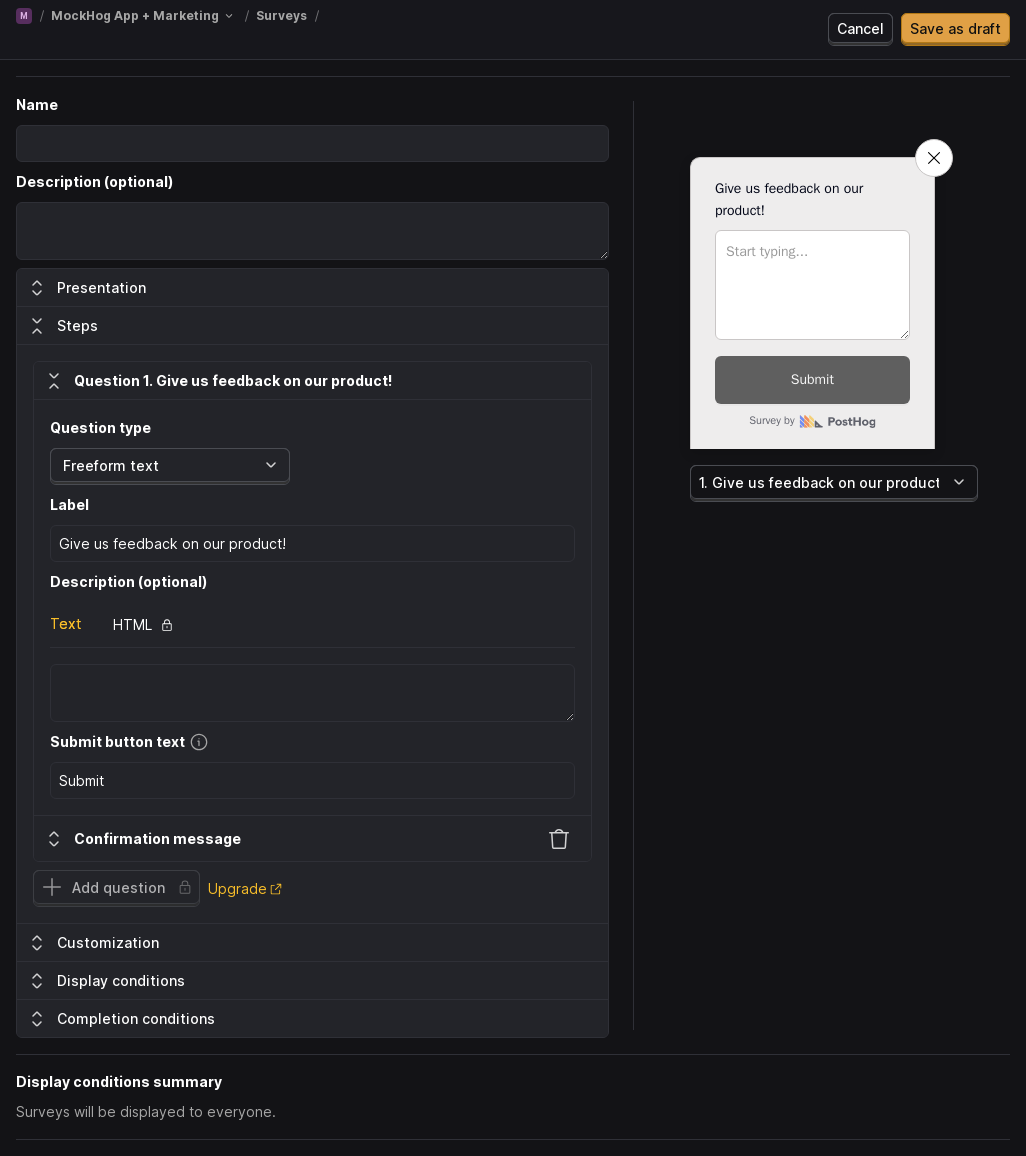 M / MockHog App + Marketing / Surveys /
Cancel
Save as draft
Name
Description (optional)
Presentation
Steps
Question 1. Give us feedback on our product!
Question type
Freeform text
Label
Give us feedback on our product!
Description (optional)
Text HTML
Submit button text
Submit
Confirmation message
Add question Upgrade
Customization
Display conditions
Completion conditions
Give us feedback on our
product!
Start typing...
Submit
Survey by PostHog
1. Give us feedback on our product
Display conditions summary
Surveys will be displayed to everyone.